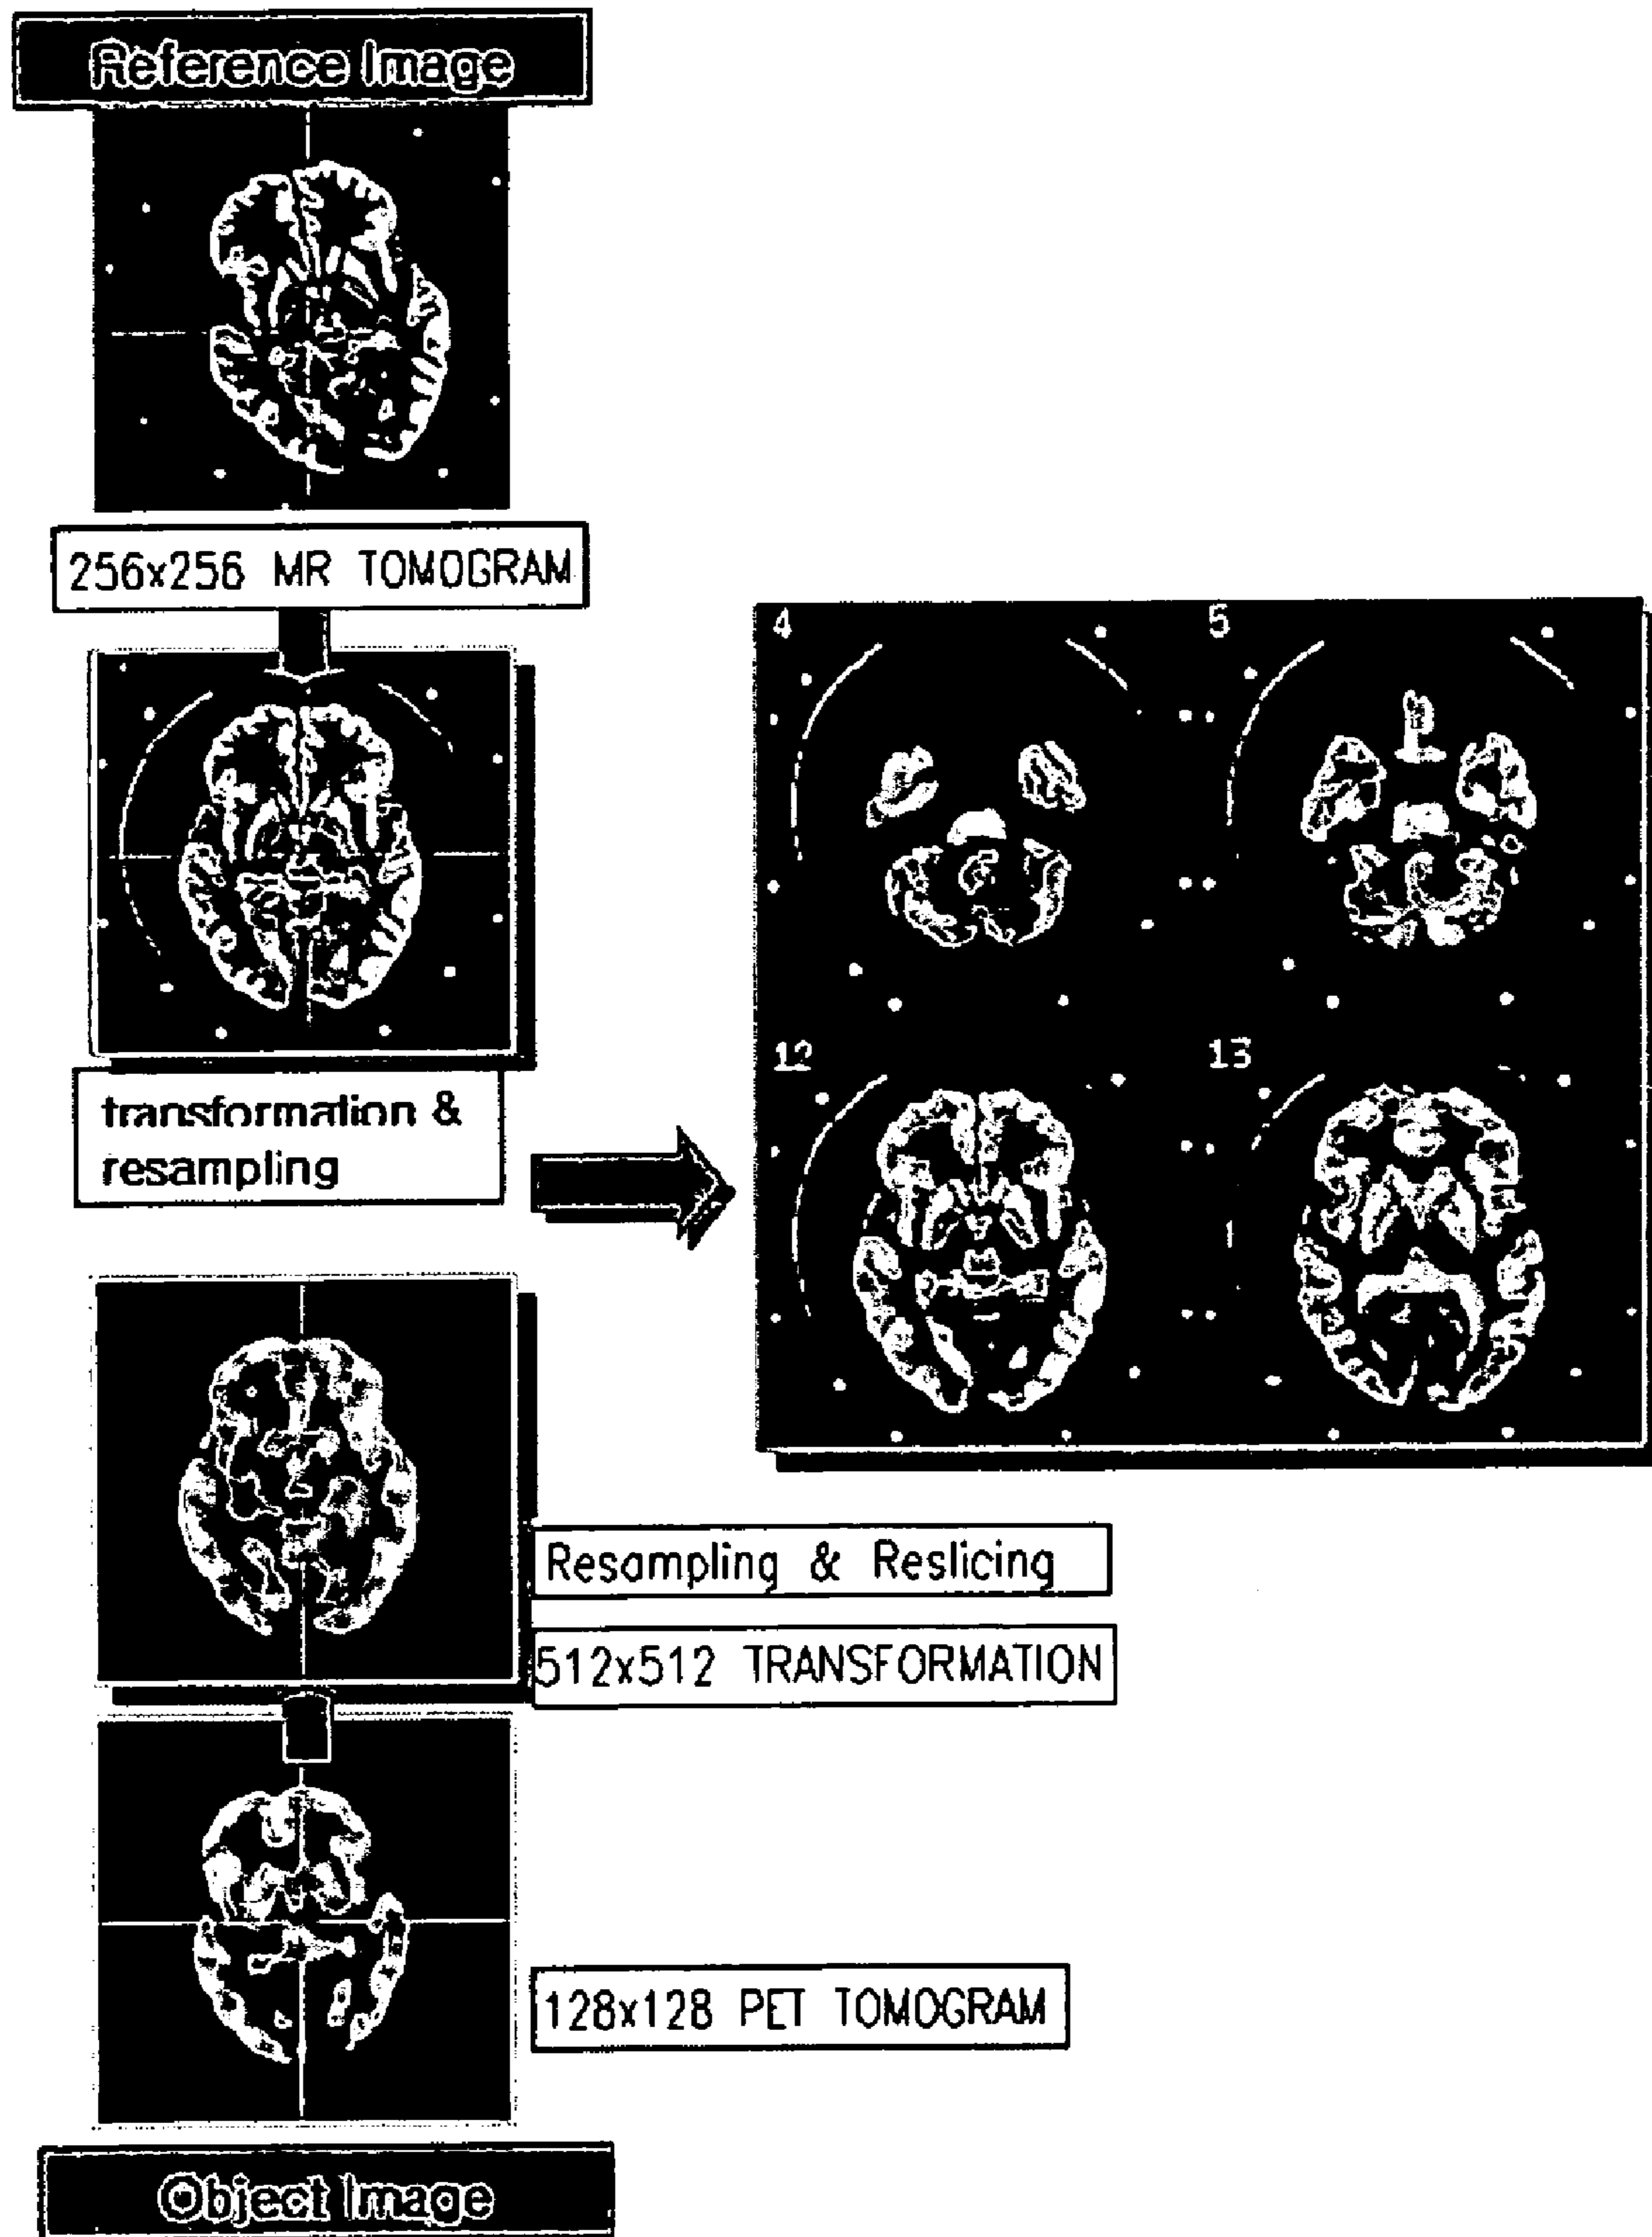 Reference Image
256x256 MR TOMOGRAM
4
5
12
13
transformation &
resampling
Resampling & Reslicing
512x512 TRANSFORMATION
128x128 PET TOMOGRAM
Object Image